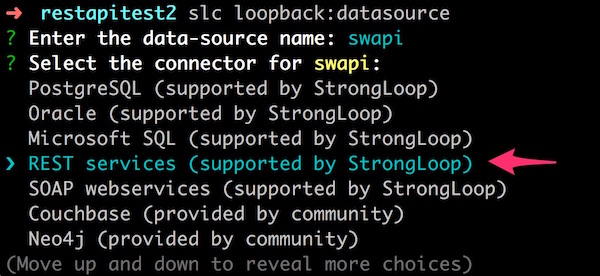 ➜ restapitest2 slc loopback:datasource
? Enter the data-source name: swapi
? Select the connector for swapi:
PostgreSQL (supported by StrongLoop)
Oracle (supported by StrongLoop)
Microsoft SQL (supported by StrongLoop)
❯ REST services (supported by StrongLoop)
SOAP webservices (supported by StrongLoop)
Couchbase (provided by community)
Neo4j (provided by community)
(Move up and down to reveal more choices)